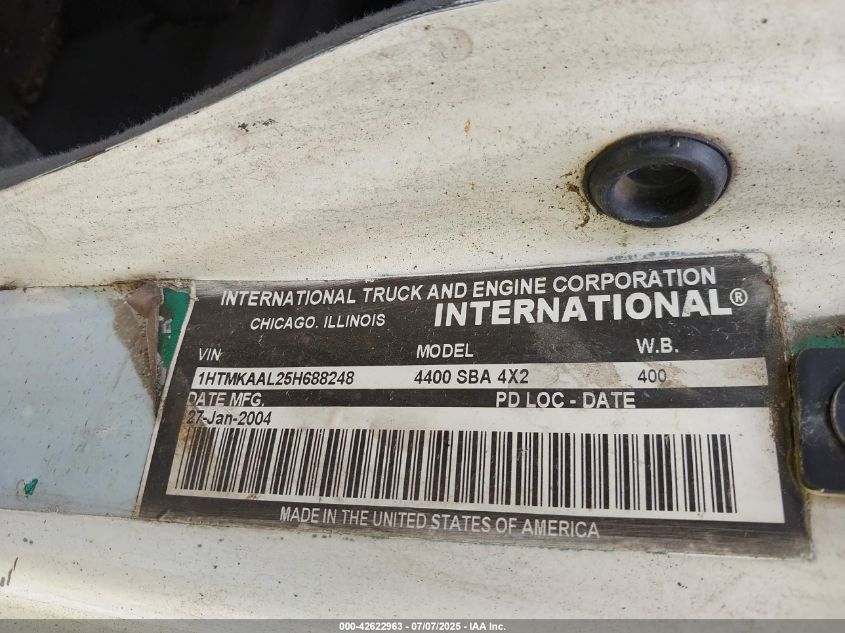 INTERNATIONAL TRUCK AND ENGINE CORPORATION
CHICAGO, ILLINOIS INTERNATIONAL®
VIN MODEL W.B.
1HTMKAAL25H688248 4400 SBA 4X2 400
DATE MFG. PD LOC - DATE
27-Jan-2004
MADE IN THE UNITED STATES OF AMERICA
000-42622963 - 07/07/2025 - IAA Inc.